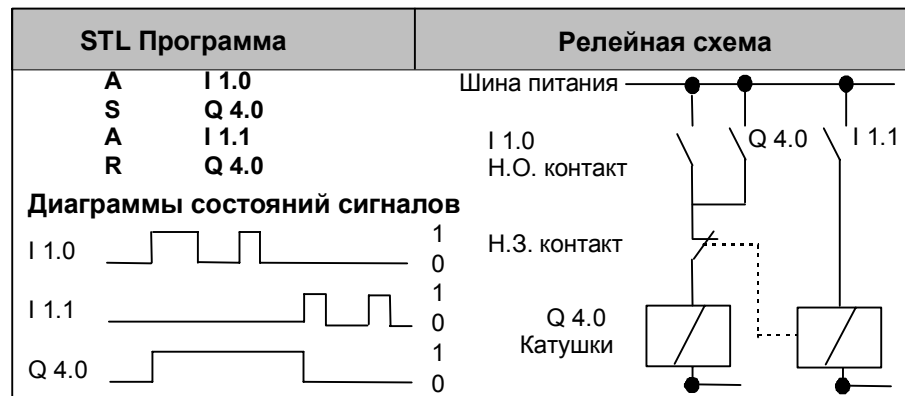 STL Программа
Релейная схема
A I 1.0
S Q 4.0
A I 1.1
R Q 4.0
Диаграммы состояний сигналов
I 1.0
1
0
I 1.1
1
0
Q 4.0
1
0
Шина питания
I 1.0
Н.О. контакт
Q 4.0
I 1.1
Н.З. контакт
Q 4.0
Катушки